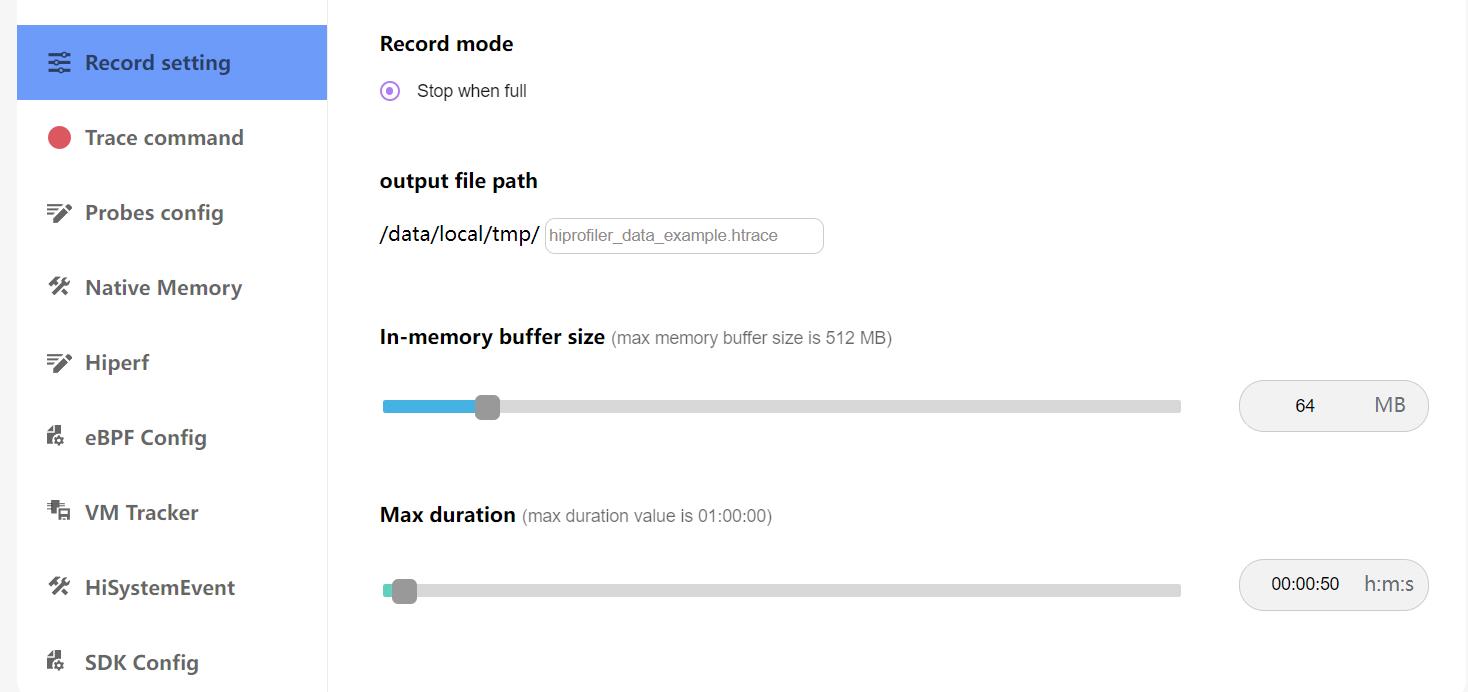 Record setting
Trace command
Probes config
Native Memory
Hiperf
eBPF Config
VM Tracker
HiSystemEvent
SDK Config
Record mode
Stop when full
output file path
/data/local/tmp/ hiprofiler_data_example.htrace
In-memory buffer size (max memory buffer size is 512 MB)
64 MB
Max duration (max duration value is 01:00:00)
00:00:50 h:m:s